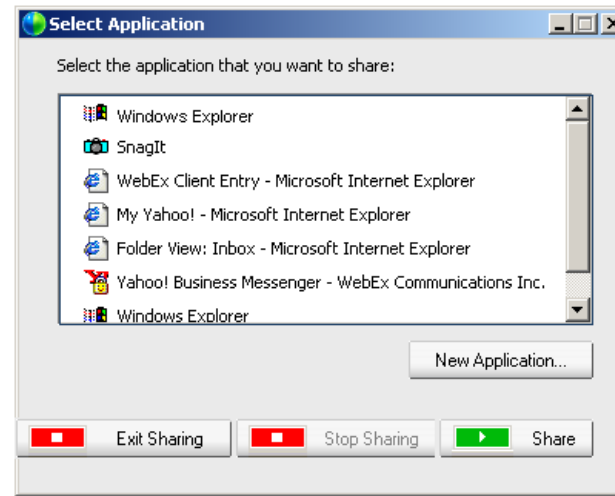 Select Application
Select the application that you want to share:
Windows Explorer
SnagIt
WebEx Client Entry - Microsoft Internet Explorer
My Yahoo! - Microsoft Internet Explorer
Folder View: Inbox - Microsoft Internet Explorer
Yahoo! Business Messenger - WebEx Communications Inc.
Windows Explorer
New Application...
Exit Sharing Stop Sharing Share